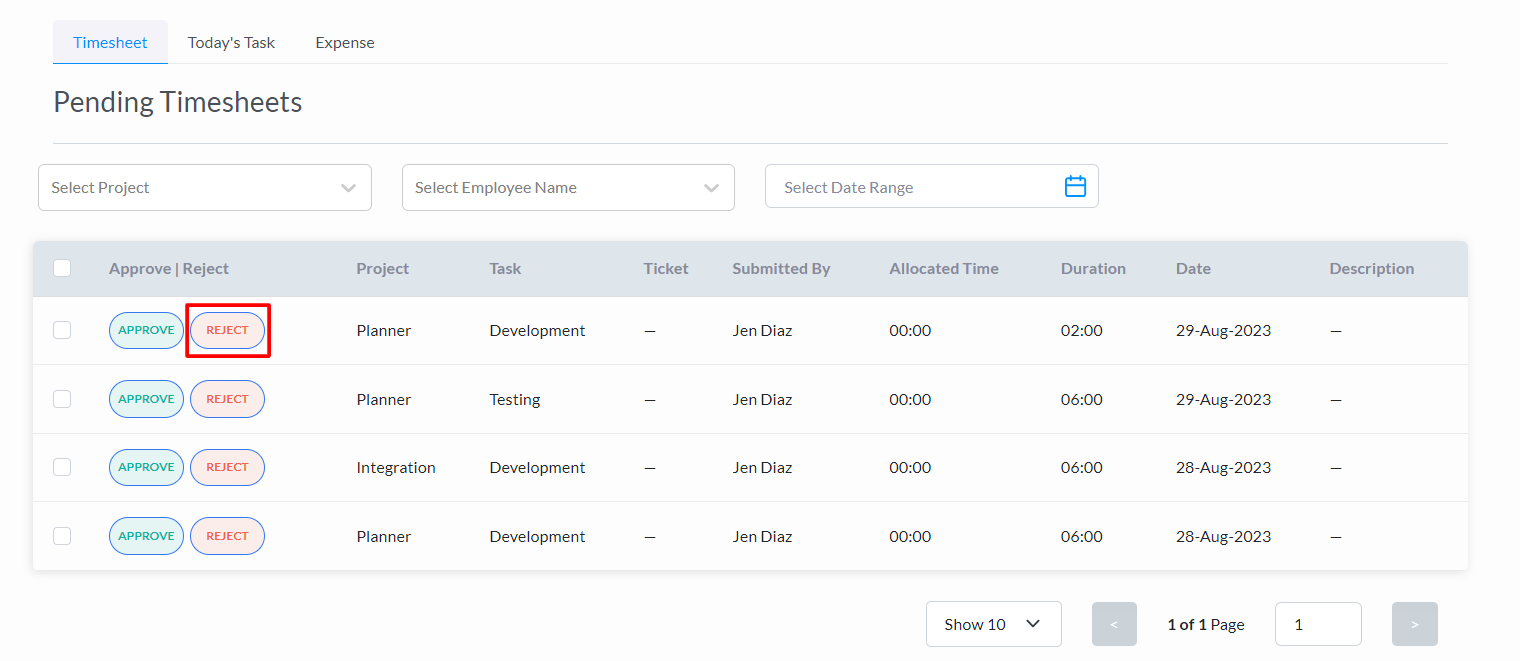 Timesheet Today's Task Expense
Pending Timesheets
Select Project Select Employee Name Select Date Range
Approve | Reject Project Task Ticket Submitted By Allocated Time Duration Date Description
APPROVE REJECT Planner Development — Jen Diaz 00:00 02:00 29-Aug-2023 —
APPROVE REJECT Planner Testing — Jen Diaz 00:00 06:00 29-Aug-2023 —
APPROVE REJECT Integration Development — Jen Diaz 00:00 06:00 28-Aug-2023 —
APPROVE REJECT Planner Development — Jen Diaz 00:00 06:00 28-Aug-2023 —
Show 10 < 1 of 1 Page 1 >